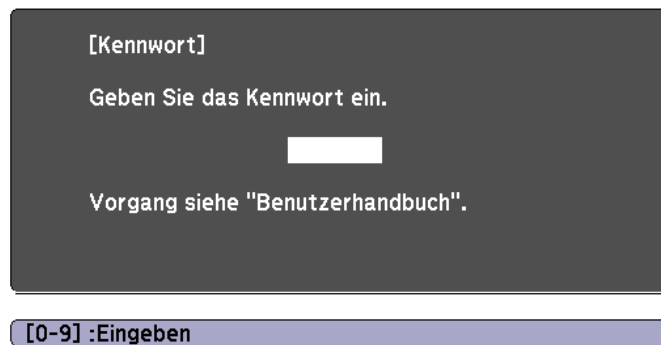 [Kennwort]
Geben Sie das Kennwort ein.
Vorgang siehe "Benutzerhandbuch".
[0-9] :Eingeben